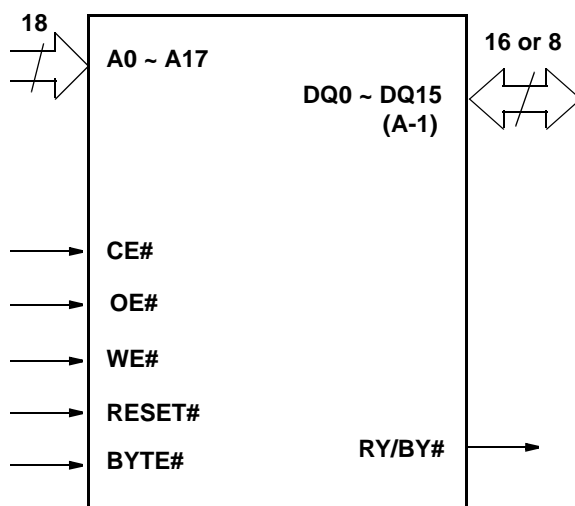 18
A0 ~ A17
16 or 8
DQ0 ~ DQ15
(A-1)
CE#
OE#
WE#
RESET#
BYTE#
RY/BY#